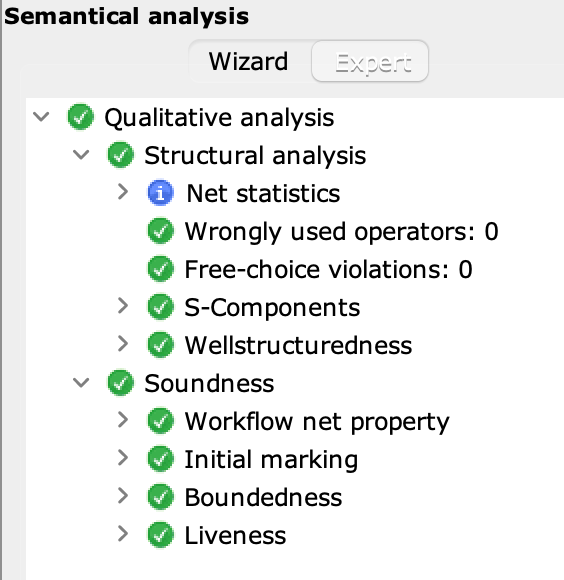 Semantical analysis
Wizard Expert
Qualitative analysis
Structural analysis
Net statistics
Wrongly used operators: 0
Free-choice violations: 0
S-Components
Wellstructuredness
Soundness
Workflow net property
Initial marking
Boundedness
Liveness